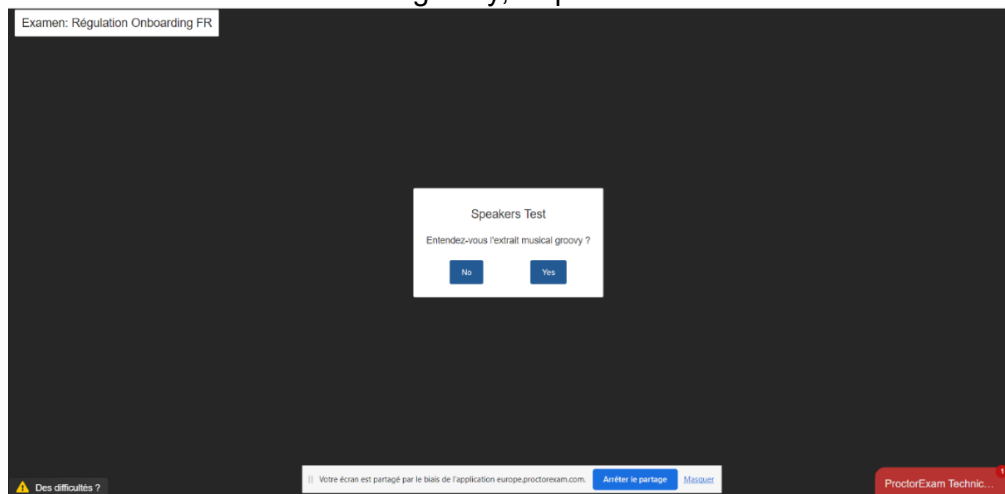 Examen: Régulation Onboarding FR
Speakers Test
Entendez-vous l'extrait musical groovy ?
No Yes
Votre écran est partagé par le biais de l'application europe.proctorexam.com. Arrêter le partage Masquer
Des difficultés ?
ProctorExam Technic...
1